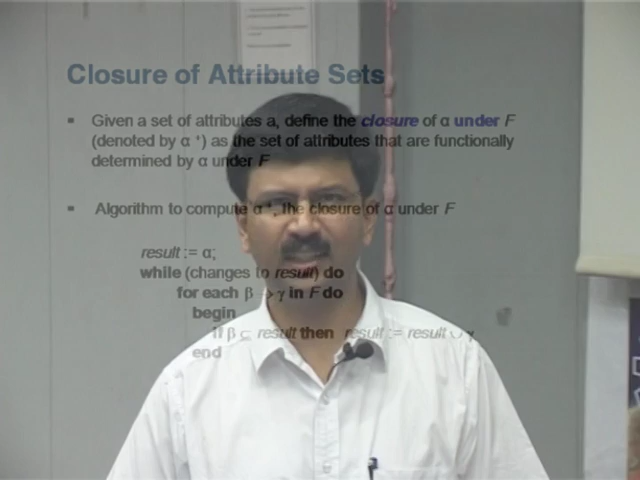 Closure of Attribute Sets
▪ Given a set of attributes a, define the closure of α under F
(denoted by α ⁺) as the set of attributes that are functionally
determined by α under F
▪ Algorithm to compute α⁺, the closure of α under F
result := α;
while (changes to result) do
for each β → γ in F do
begin
if β ⊆ result then result := result ∪ γ
end